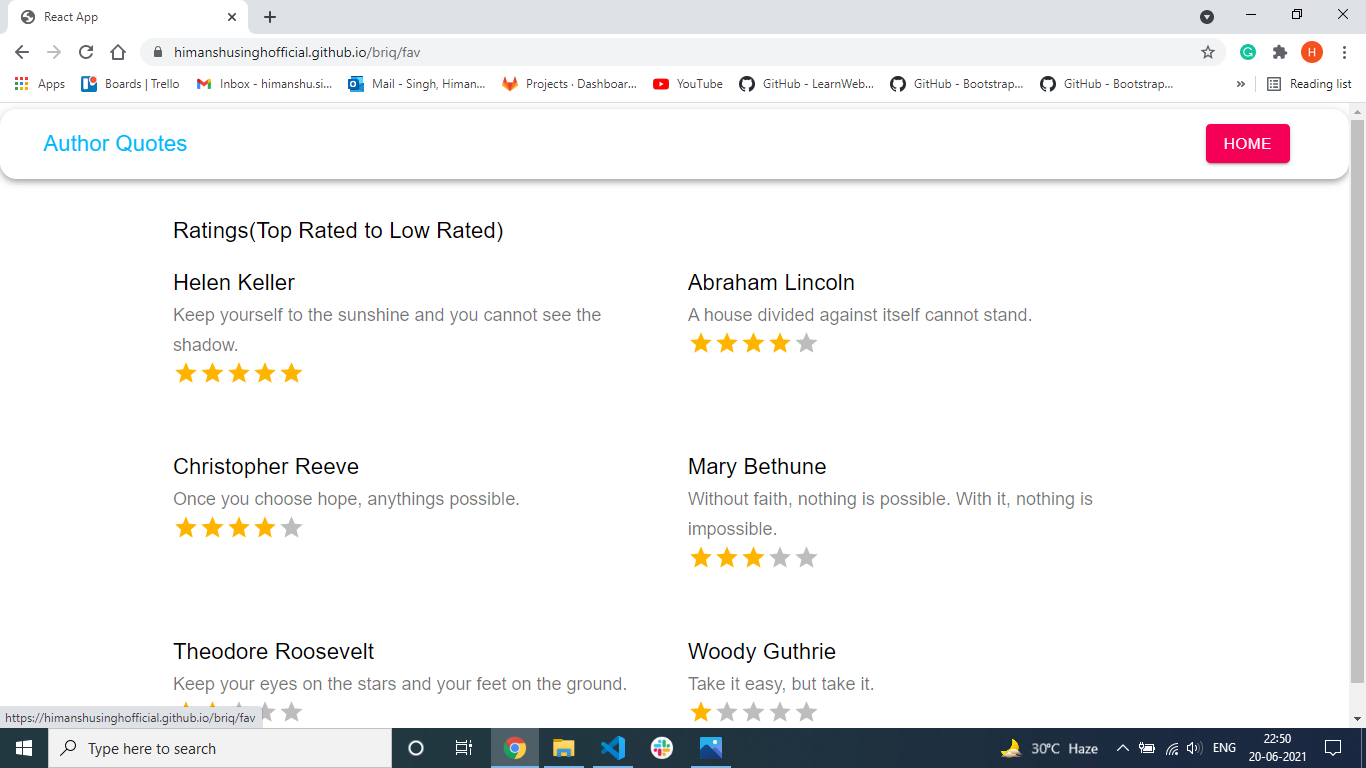 React App
himanshusinghofficial.github.io/briq/fav
Apps
Boards | Trello
Inbox - himanshu.si...
Mail - Singh, Himan...
Projects · Dashboar...
YouTube
GitHub - LearnWeb...
GitHub - Bootstrap...
GitHub - Bootstrap...
»
Reading list
H
Author Quotes
HOME
Ratings(Top Rated to Low Rated)
Helen Keller
Keep yourself to the sunshine and you cannot see the
shadow.
Abraham Lincoln
A house divided against itself cannot stand.
Christopher Reeve
Once you choose hope, anythings possible.
Mary Bethune
Without faith, nothing is possible. With it, nothing is
impossible.
Theodore Roosevelt
Keep your eyes on the stars and your feet on the ground.
Woody Guthrie
Take it easy, but take it.
https://himanshusinghofficial.github.io/briq/fav
Type here to search
30°C Haze
ENG
22:50
20-06-2021